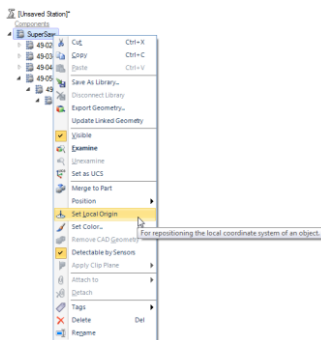 [Unsaved Station]*
Components
SuperSaw
49-02
49-03
49-04
49-05
49
Cut Ctrl+X
Copy Ctrl+C
Paste Ctrl+V
Save As Library...
Disconnect Library
Export Geometry...
Update Linked Geometry
Visible
Examine
Unexamine
Set as UCS
Merge to Part
Position
Set Local Origin
For repositioning the local coordinate system of an object.
Set Color...
Remove CAD Geometry
Detectable by Sensors
Apply Clip Plane
Attach to
Detach
Tags
Delete Del
Rename